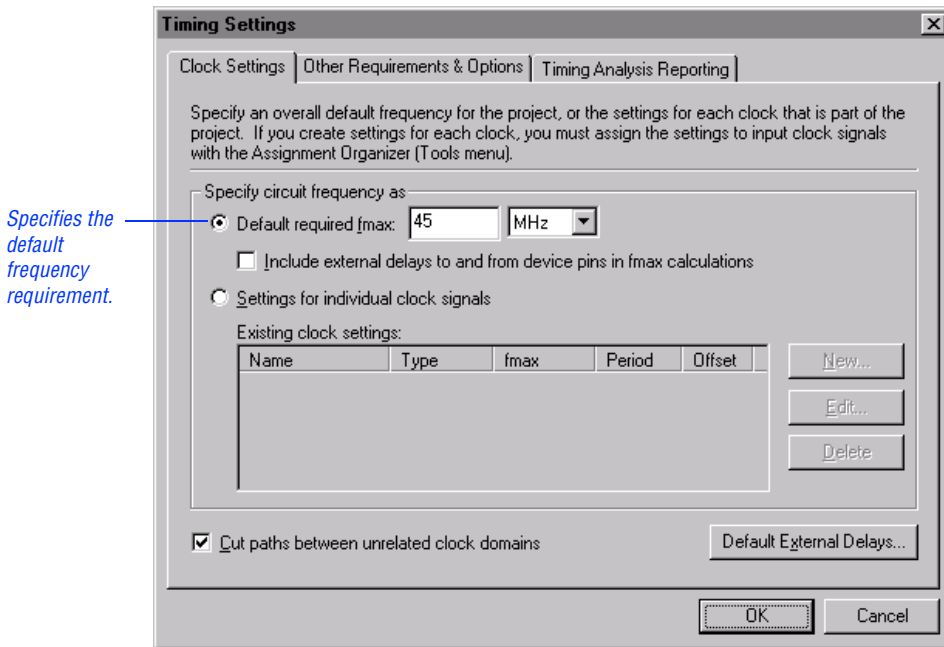 Timing Settings
Clock Settings
Other Requirements & Options
Timing Analysis Reporting
Specify an overall default frequency for the project, or the settings for each clock that is part of the
project. If you create settings for each clock, you must assign the settings to input clock signals
with the Assignment Organizer (Tools menu).
Specify circuit frequency as
Specifies the
default
frequency
requirement.
Default required fmax: 45 MHz
Include external delays to and from device pins in fmax calculations
Settings for individual clock signals
Existing clock settings:
Name Type fmax Period Offset
New...
Edit...
Delete
Cut paths between unrelated clock domains
Default External Delays...
OK Cancel